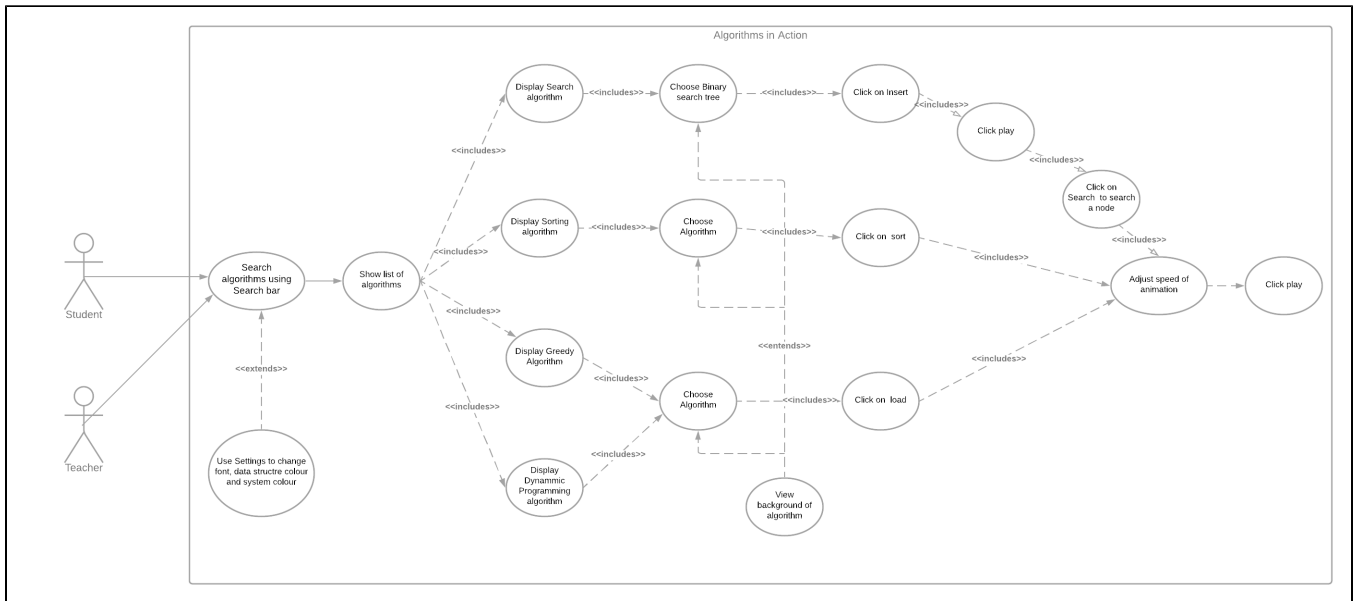 Algorithms in Action
Display Search
algorithm
<<includes>>
Choose Binary
search tree
<<includes>>
Click on Insert
<<includes>>
Click play
<<includes>>
Click on
Search to search
a node
<<includes>>
<<includes>>
Display Sorting
algorithm
<<includes>>
Choose
Algorithm
<<includes>>
Click on sort
<<includes>>
<<includes>>
Student
Search
algorithms using
Search bar
Show list of
algorithms
Adjust speed of
animation
Click play
<<includes>>
Display Greedy
Algorithm
<<includes>>
<<extends>>
<<extends>>
Choose
Algorithm
<<includes>>
Click on load
<<includes>>
<<includes>>
Teacher
Use Settings to change
font, data structre colour
and system colour
Display
Dynammic
Programming
algorithm
<<includes>>
View
background of
algorithm